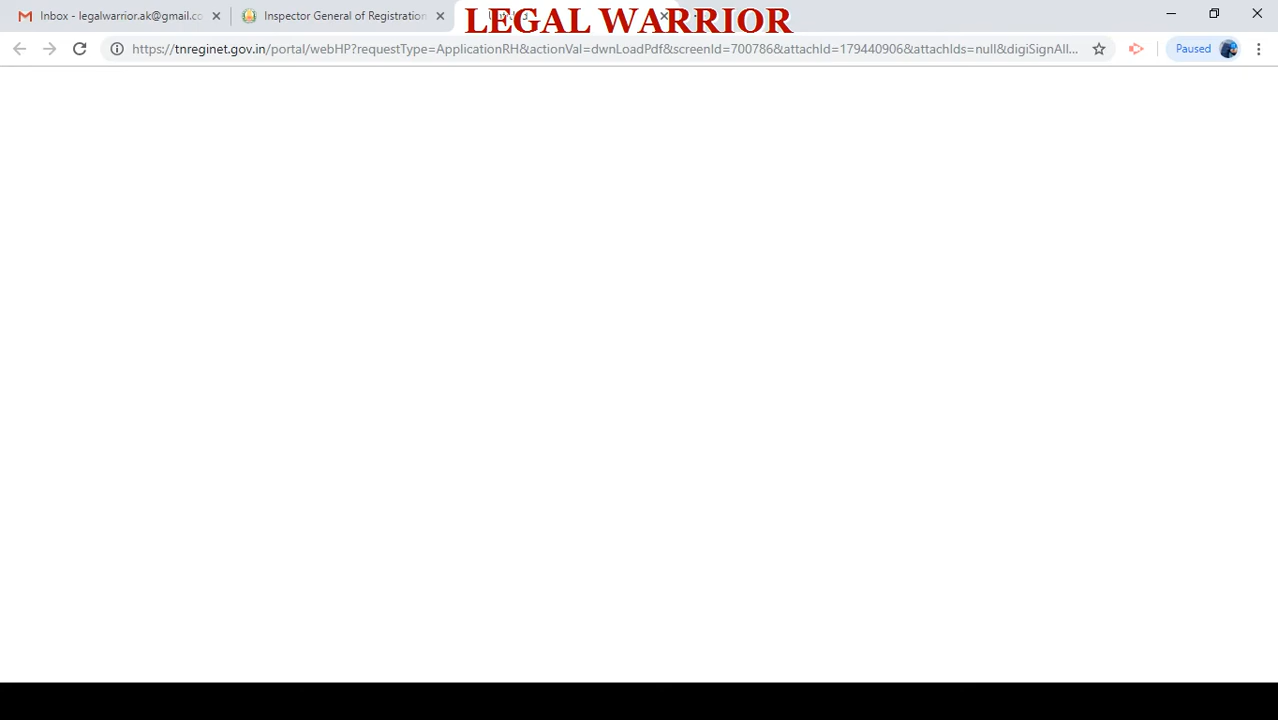 Inbox - legalwarrior.ak@gmail.co
Inspector General of Registration
LEGAL WARRIOR
https://tnreginet.gov.in/portal/webHP?requestType=ApplicationRH&actionVal=dwnLoadPdf&screenId=700786&attachId=179440906&attachIds=null&digiSignAll...
Paused